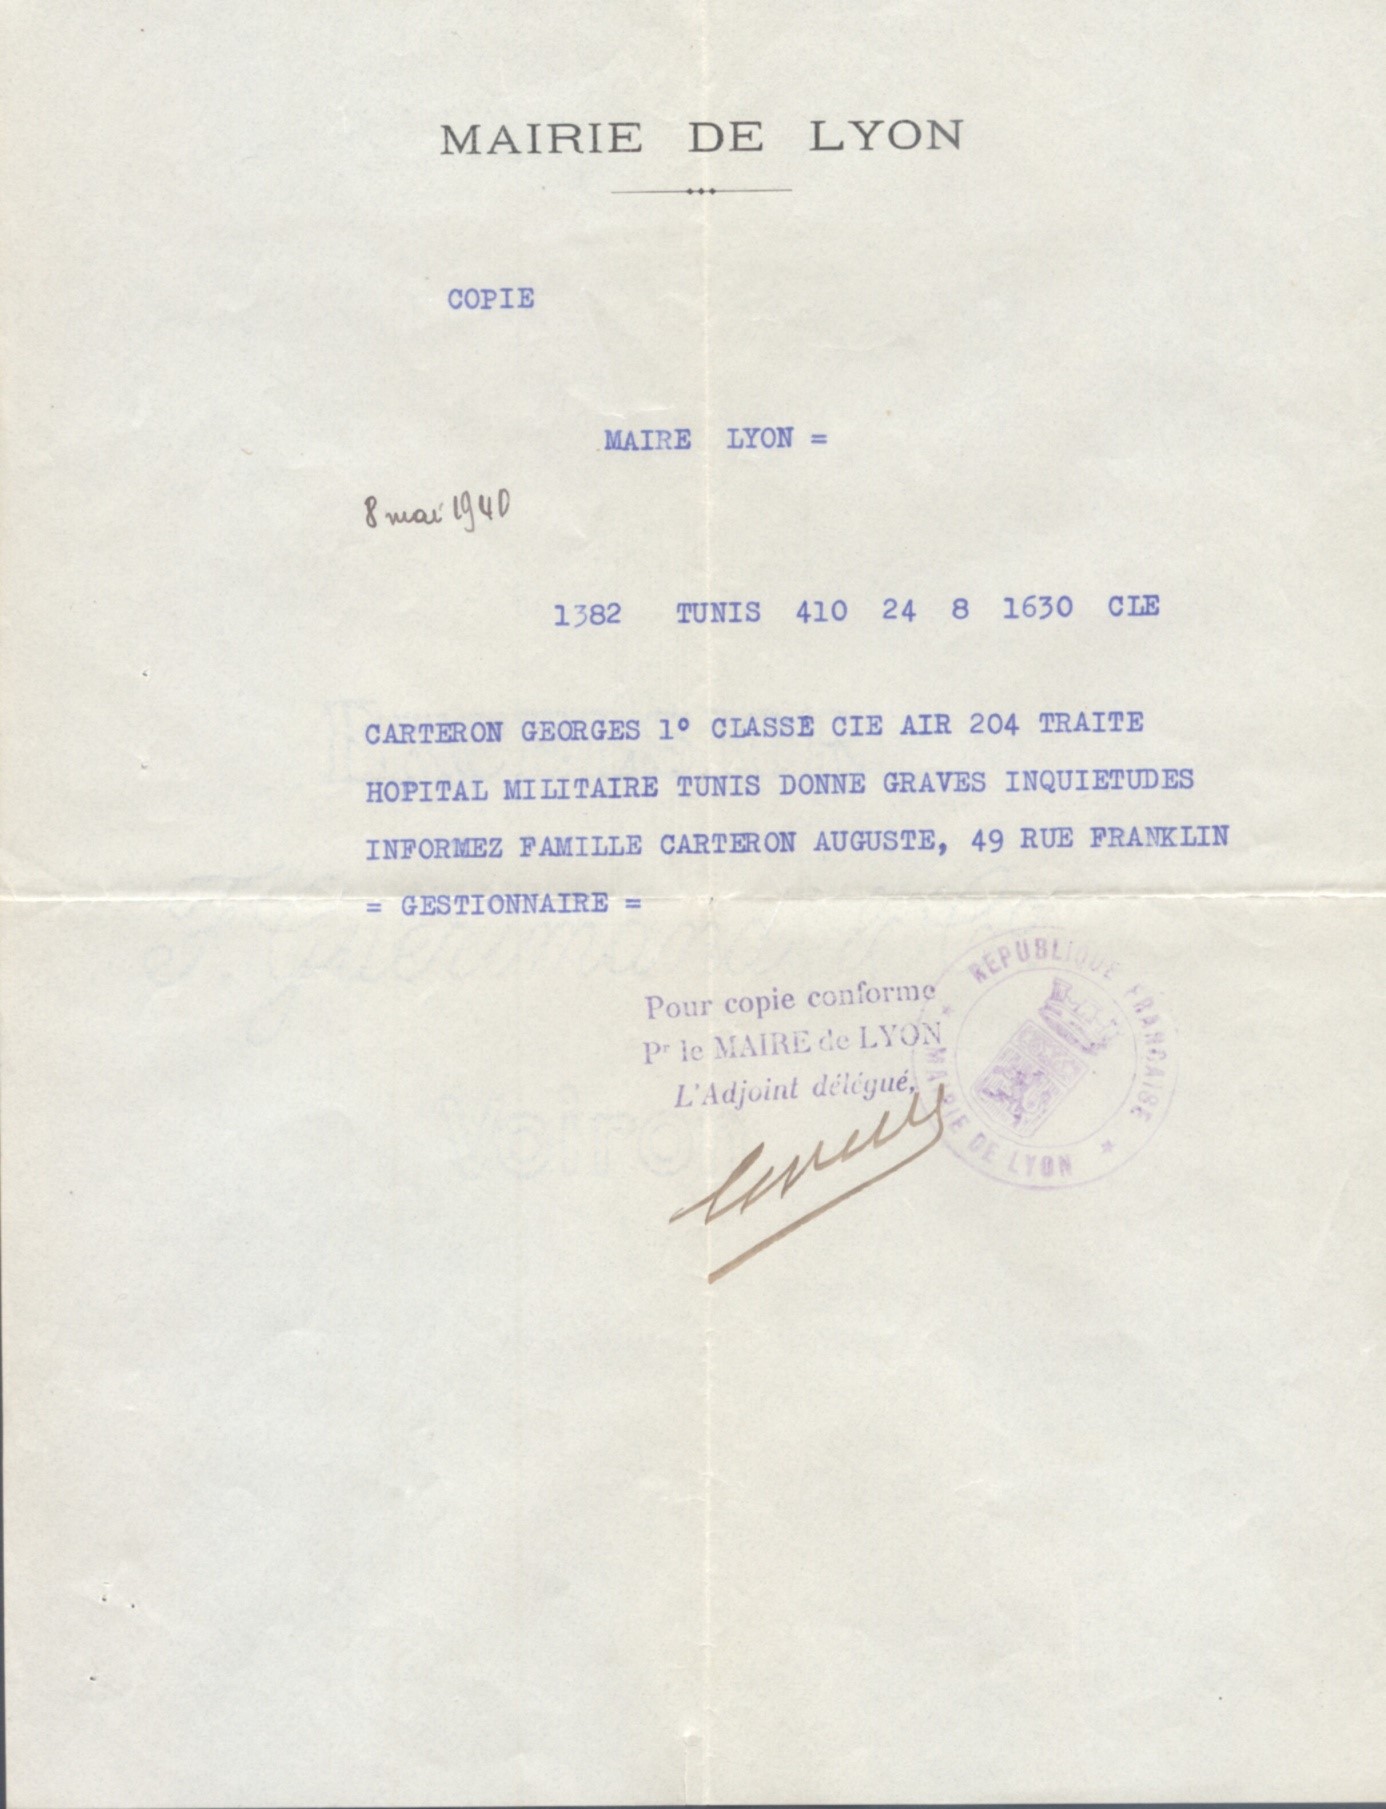 MAIRIE DE LYON
COPIE
MAIRE LYON =
8 mai 1940
1382 TUNIS 410 24 8 1630 CLE
CARTERON GEORGES 1° CLASSE CIE AIR 204 TRAITE
HOPITAL MILITAIRE TUNIS DONNE GRAVES INQUIETUDES
INFORMEZ FAMILLE CARTERON AUGUSTE, 49 RUE FRANKLIN
= GESTIONNAIRE =
Pour copie conforme
Pr le MAIRE de LYON
L'Adjoint délégué,
REPUBLIQUE FRANCAISE
MAIRIE DE LYON